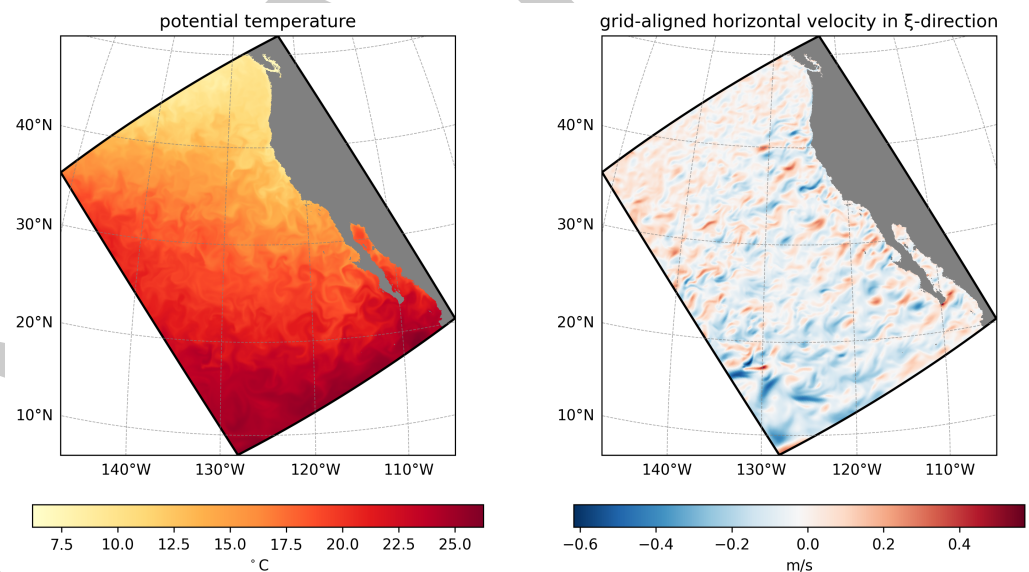 potential temperature
40°N
30°N
20°N
10°N
140°W 130°W 120°W 110°W
7.5 10.0 12.5 15.0 17.5 20.0 22.5 25.0
°C
grid-aligned horizontal velocity in ξ-direction
40°N
30°N
20°N
10°N
140°W 130°W 120°W 110°W
−0.6 −0.4 −0.2 0.0 0.2 0.4
m/s